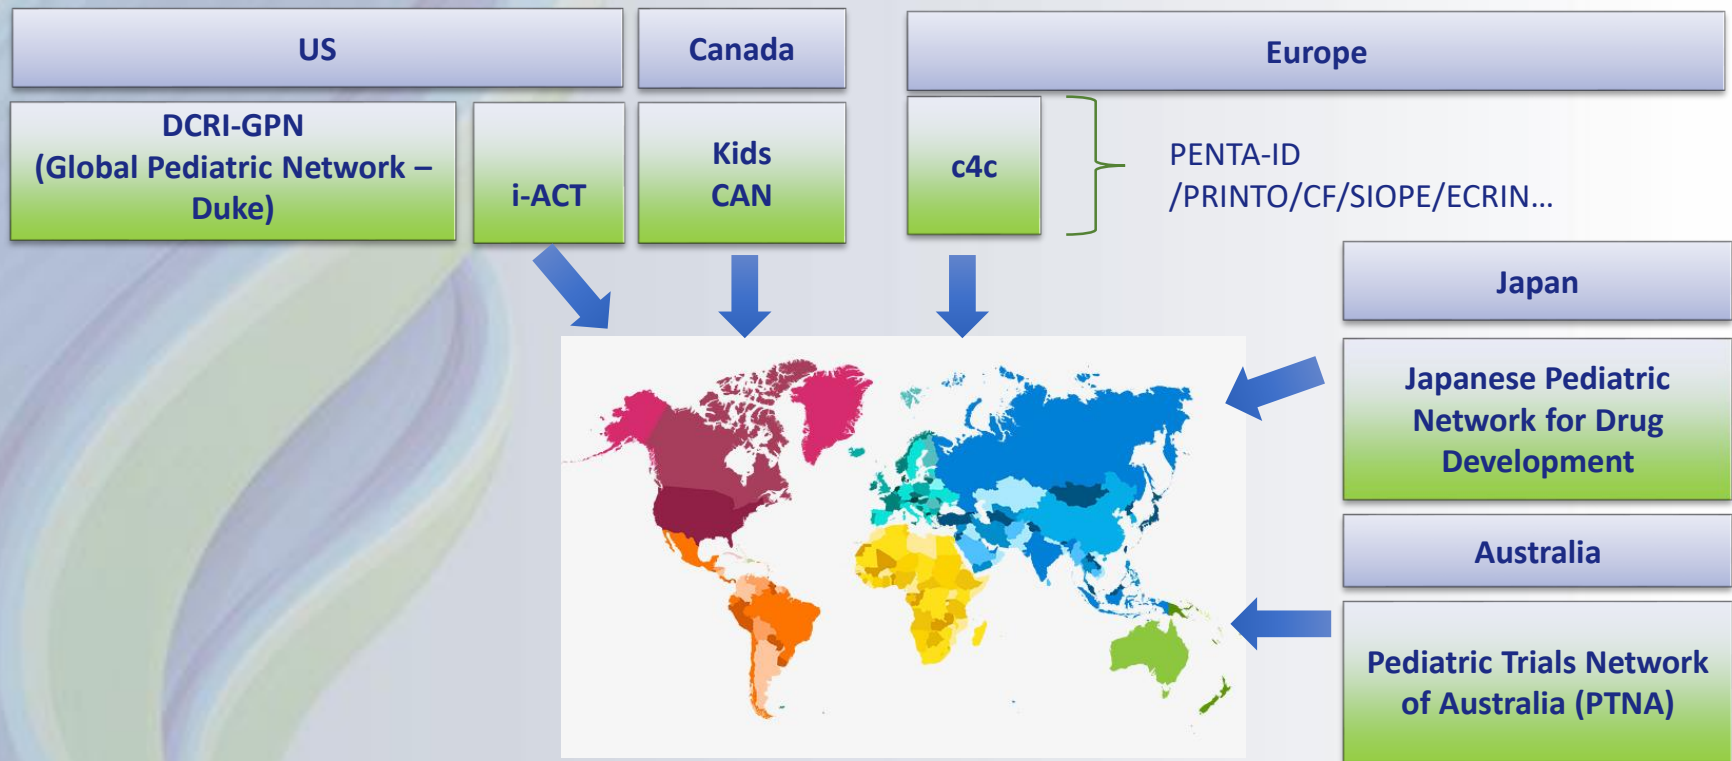 US
Canada
Europe
DCRI-GPN
(Global Pediatric Network –
Duke)
i-ACT
Kids
CAN
c4c
PENTA-ID
/PRINTO/CF/SIOPE/ECRIN...
Japan
Japanese Pediatric
Network for Drug
Development
Australia
Pediatric Trials Network
of Australia (PTNA)